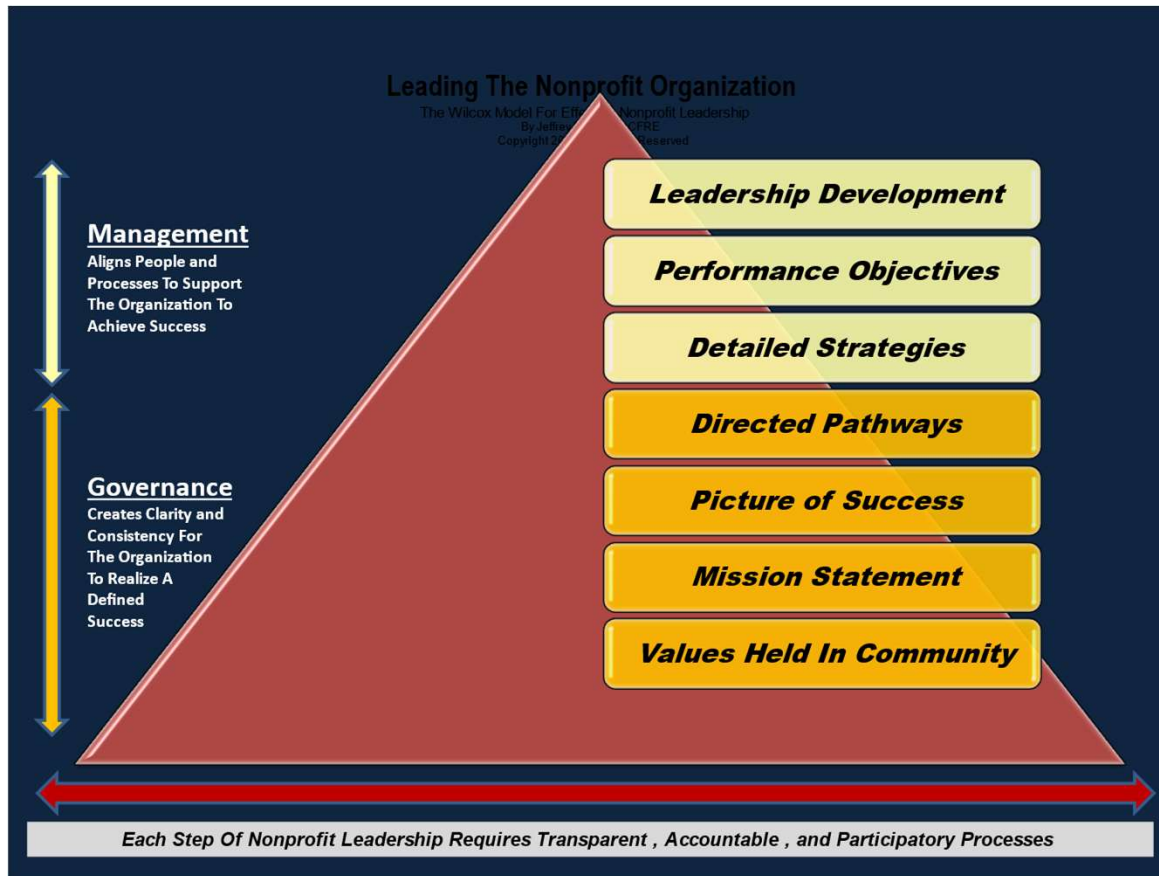 Leading The Nonprofit Organization
The Wilcox Model For Nonprofit Leadership
By Jeffrey CFRE
Copyright Reserved
Leadership Development
Performance Objectives
Detailed Strategies
Directed Pathways
Picture of Success
Mission Statement
Values Held In Community
Management
Aligns People and
Processes To Support
The Organization To
Achieve Success
Governance
Creates Clarity and
Consistency For
The Organization
To Realize A
Defined
Success
Each Step Of Nonprofit Leadership Requires Transparent , Accountable , and Participatory Processes